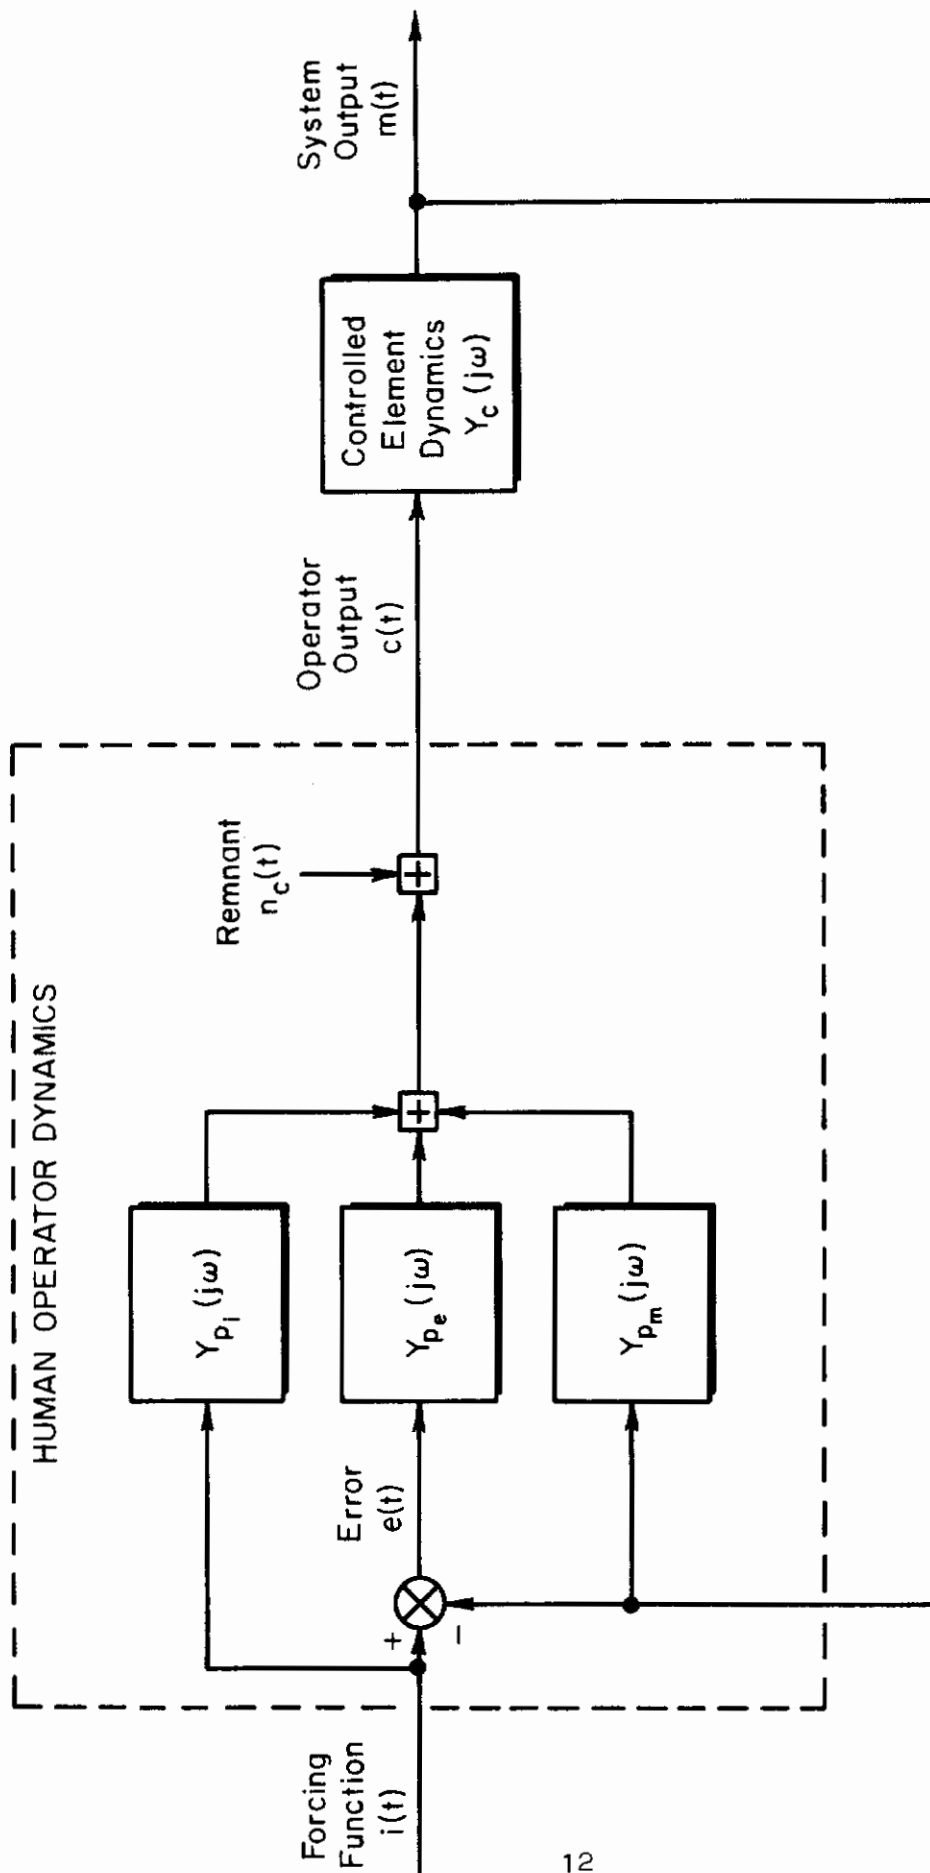 HUMAN OPERATOR DYNAMICS
Forcing
Function
i(t)
+
−
Error
e(t)
Y_{p_i} (jω)
Y_{p_e} (jω)
Y_{p_m} (jω)
+
Remnant
n_c(t)
+
Operator
Output
c(t)
Controlled
Element
Dynamics
Y_c (jω)
System
Output
m(t)
12